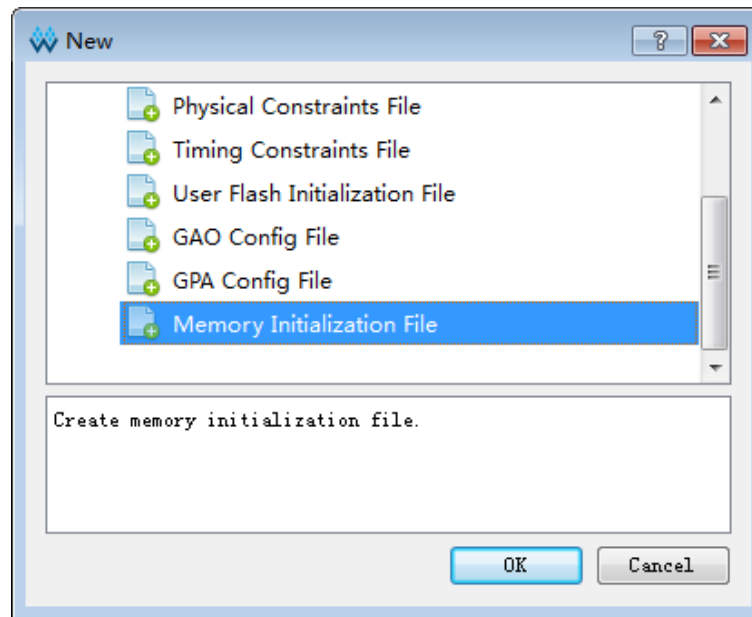 New
Physical Constraints File
Timing Constraints File
User Flash Initialization File
GAO Config File
GPA Config File
Memory Initialization File
Create memory initialization file.
OK
Cancel